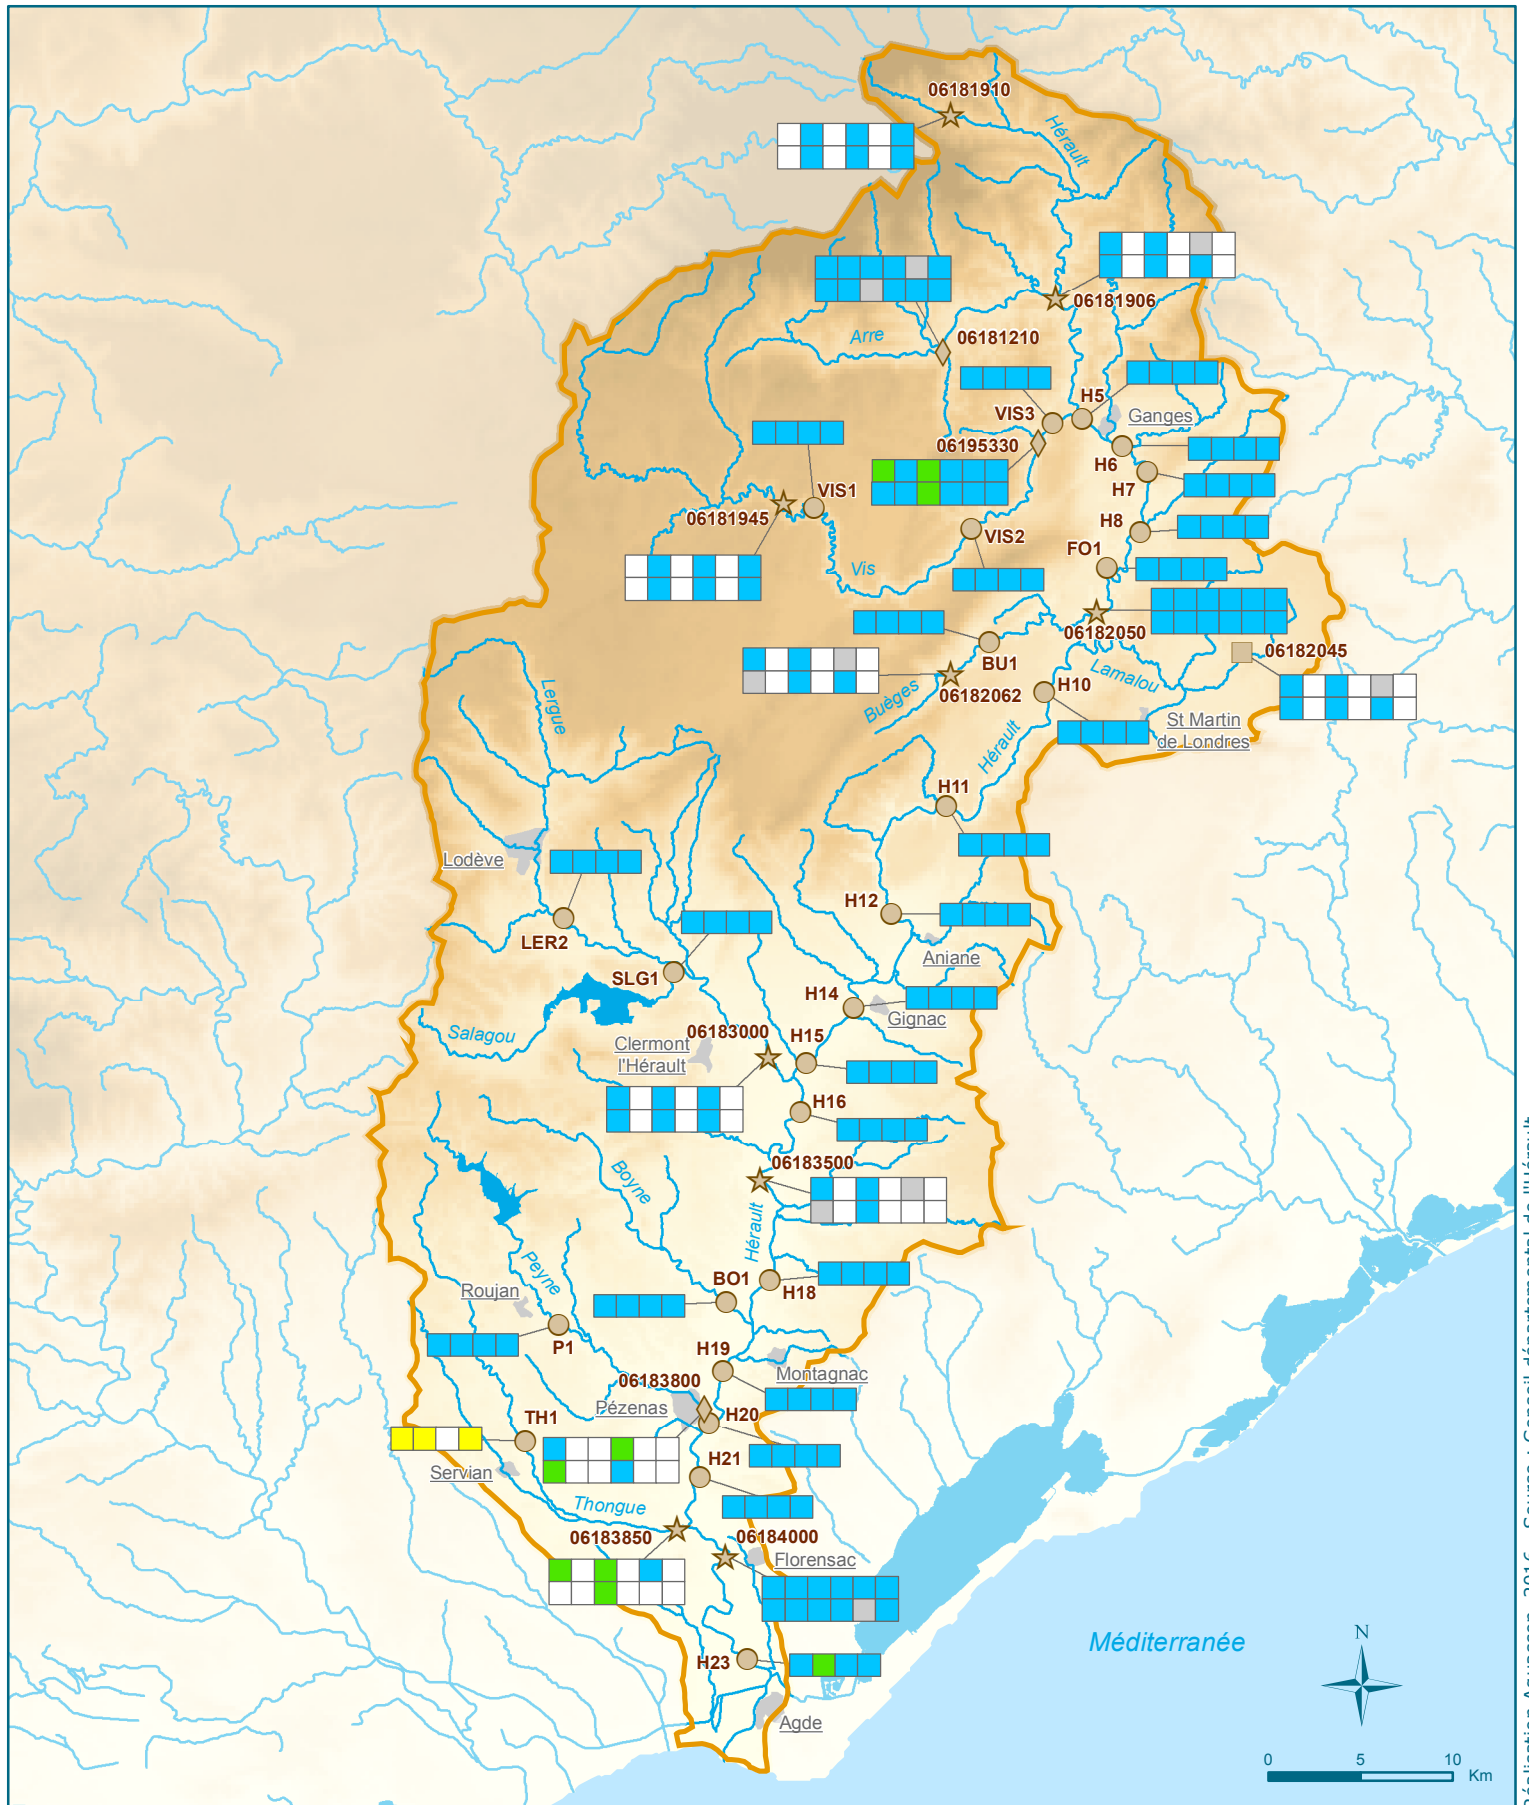 06181910
Hérault
06181906
Arre
06181210
H5
VIS3
Ganges
06195330
H6
H7
VIS1
06181945
H8
VIS2
FO1
Vis
06182050
06182045
BU1
Lamalou
06182062
Buèges
H10
Lergue
St Martin
de Londres
Hérault
H11
Lodève
H12
LER2
Aniane
SLG1
H14
Gignac
Salagou
06183000
H15
Clermont
l'Hérault
H16
06183500
Boyne
Hérault
Peyne
BO1
Roujan
H18
P1
H19
Montagnac
06183800
Pézenas
H20
TH1
H21
Servian
Thongue
06183850
06184000
Florensac
Méditerranée
N
H23
Agde
0 5 10
Km